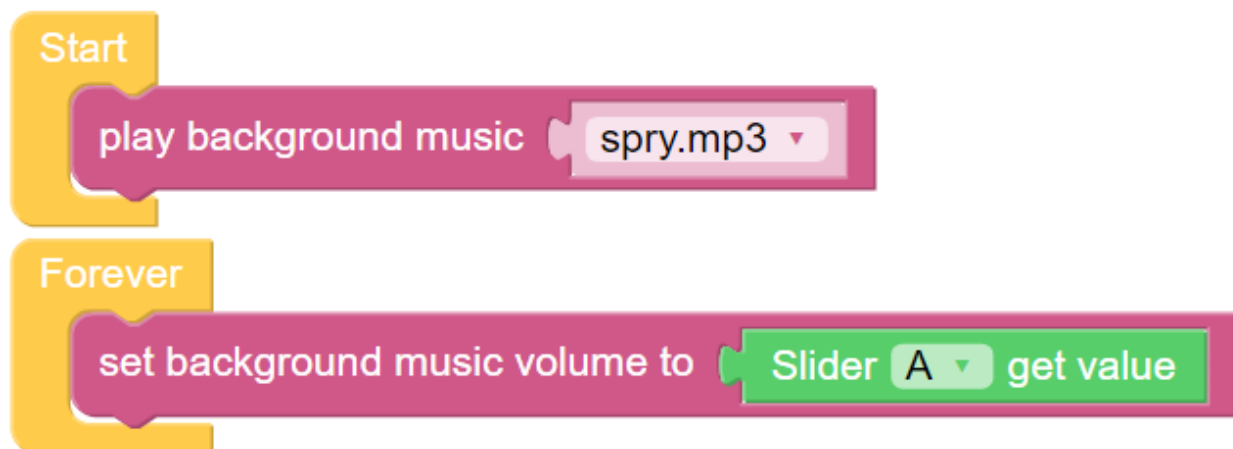 Start
play background music spry.mp3
Forever
set background music volume to Slider A get value